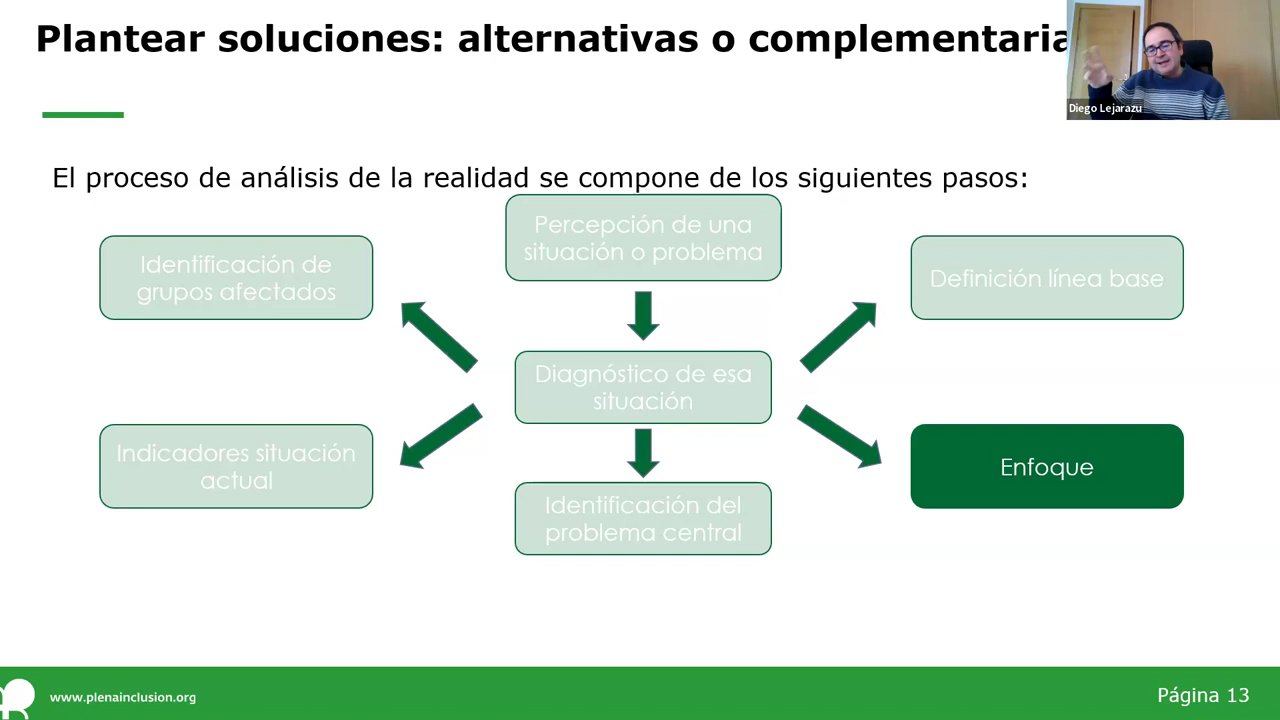 Plantear soluciones: alternativas o complementaria
Diego Lejarazu
El proceso de análisis de la realidad se compone de los siguientes pasos:
Percepción de una
situación o problema
Identificación de
grupos afectados
Definición línea base
Diagnóstico de esa
situación
Indicadores situación
actual
Enfoque
Identificación del
problema central
www.plenainclusion.org
Página 13